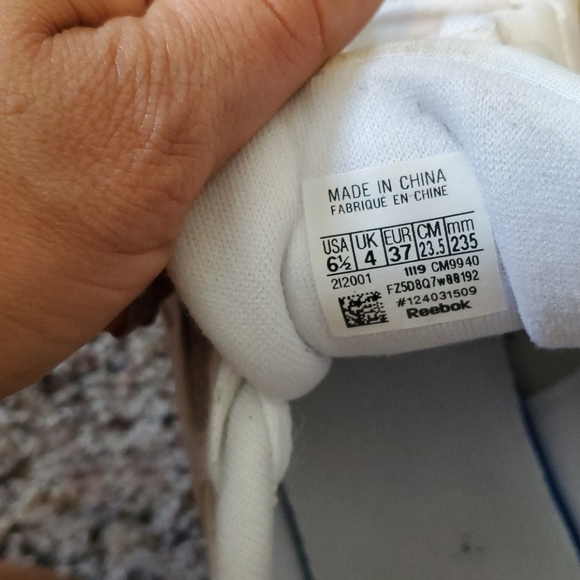 MADE IN CHINA
FABRIQUE EN CHINE
USA UK EUR CM mm
6½ 4 37 23.5 235
212001 1119 CM9940
FZ5D8Q7W00192
#124031509
Reebok